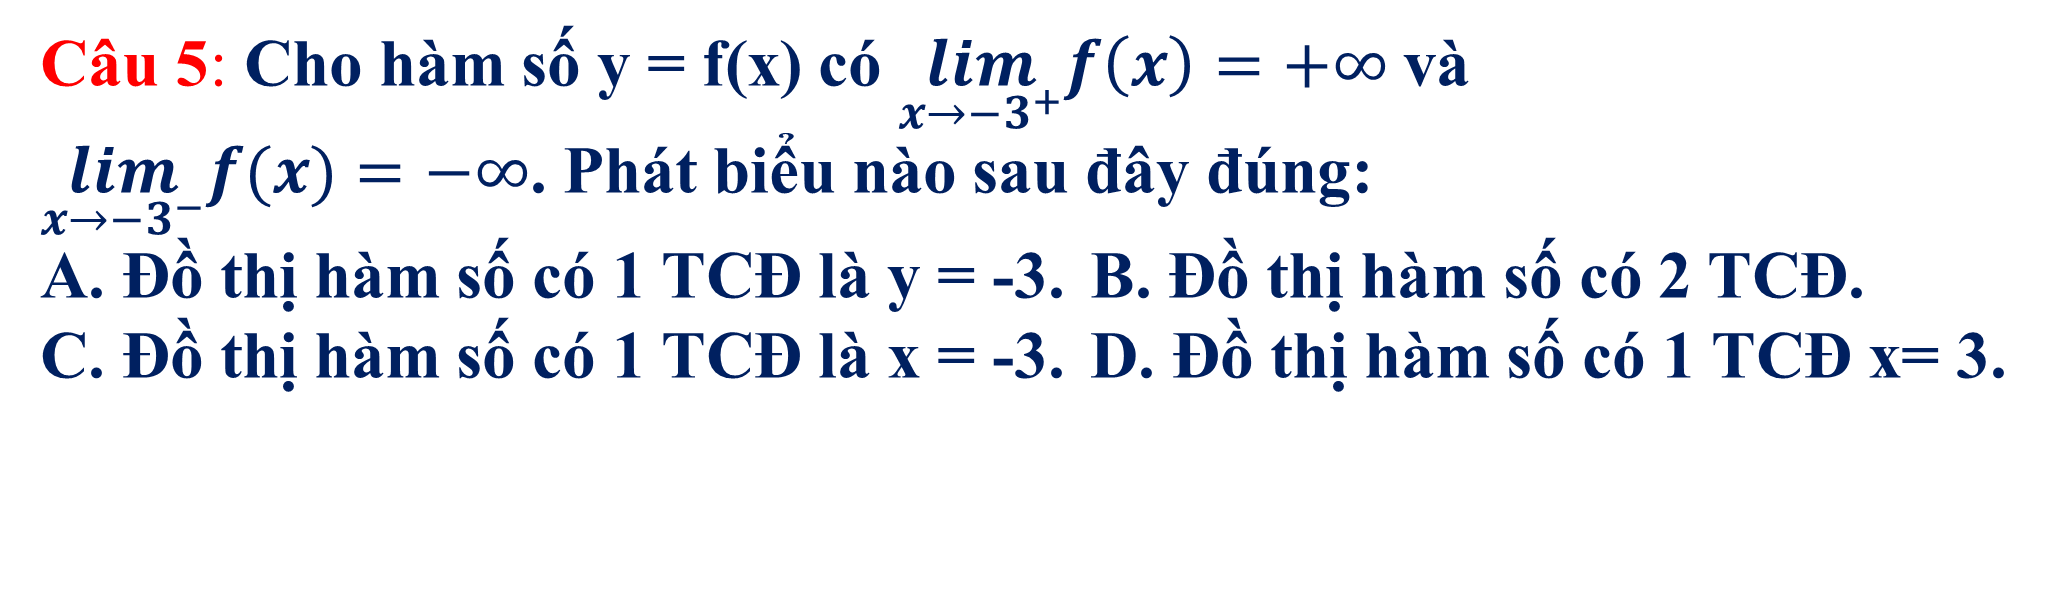 Câu 5: Cho hàm số y = f(x) có lim x→−3⁺ f(x) = +∞ và
lim x→−3⁻ f(x) = −∞. Phát biểu nào sau đây đúng:
A. Đồ thị hàm số có 1 TCĐ là y = -3. B. Đồ thị hàm số có 2 TCĐ.
C. Đồ thị hàm số có 1 TCĐ là x = -3. D. Đồ thị hàm số có 1 TCĐ x= 3.